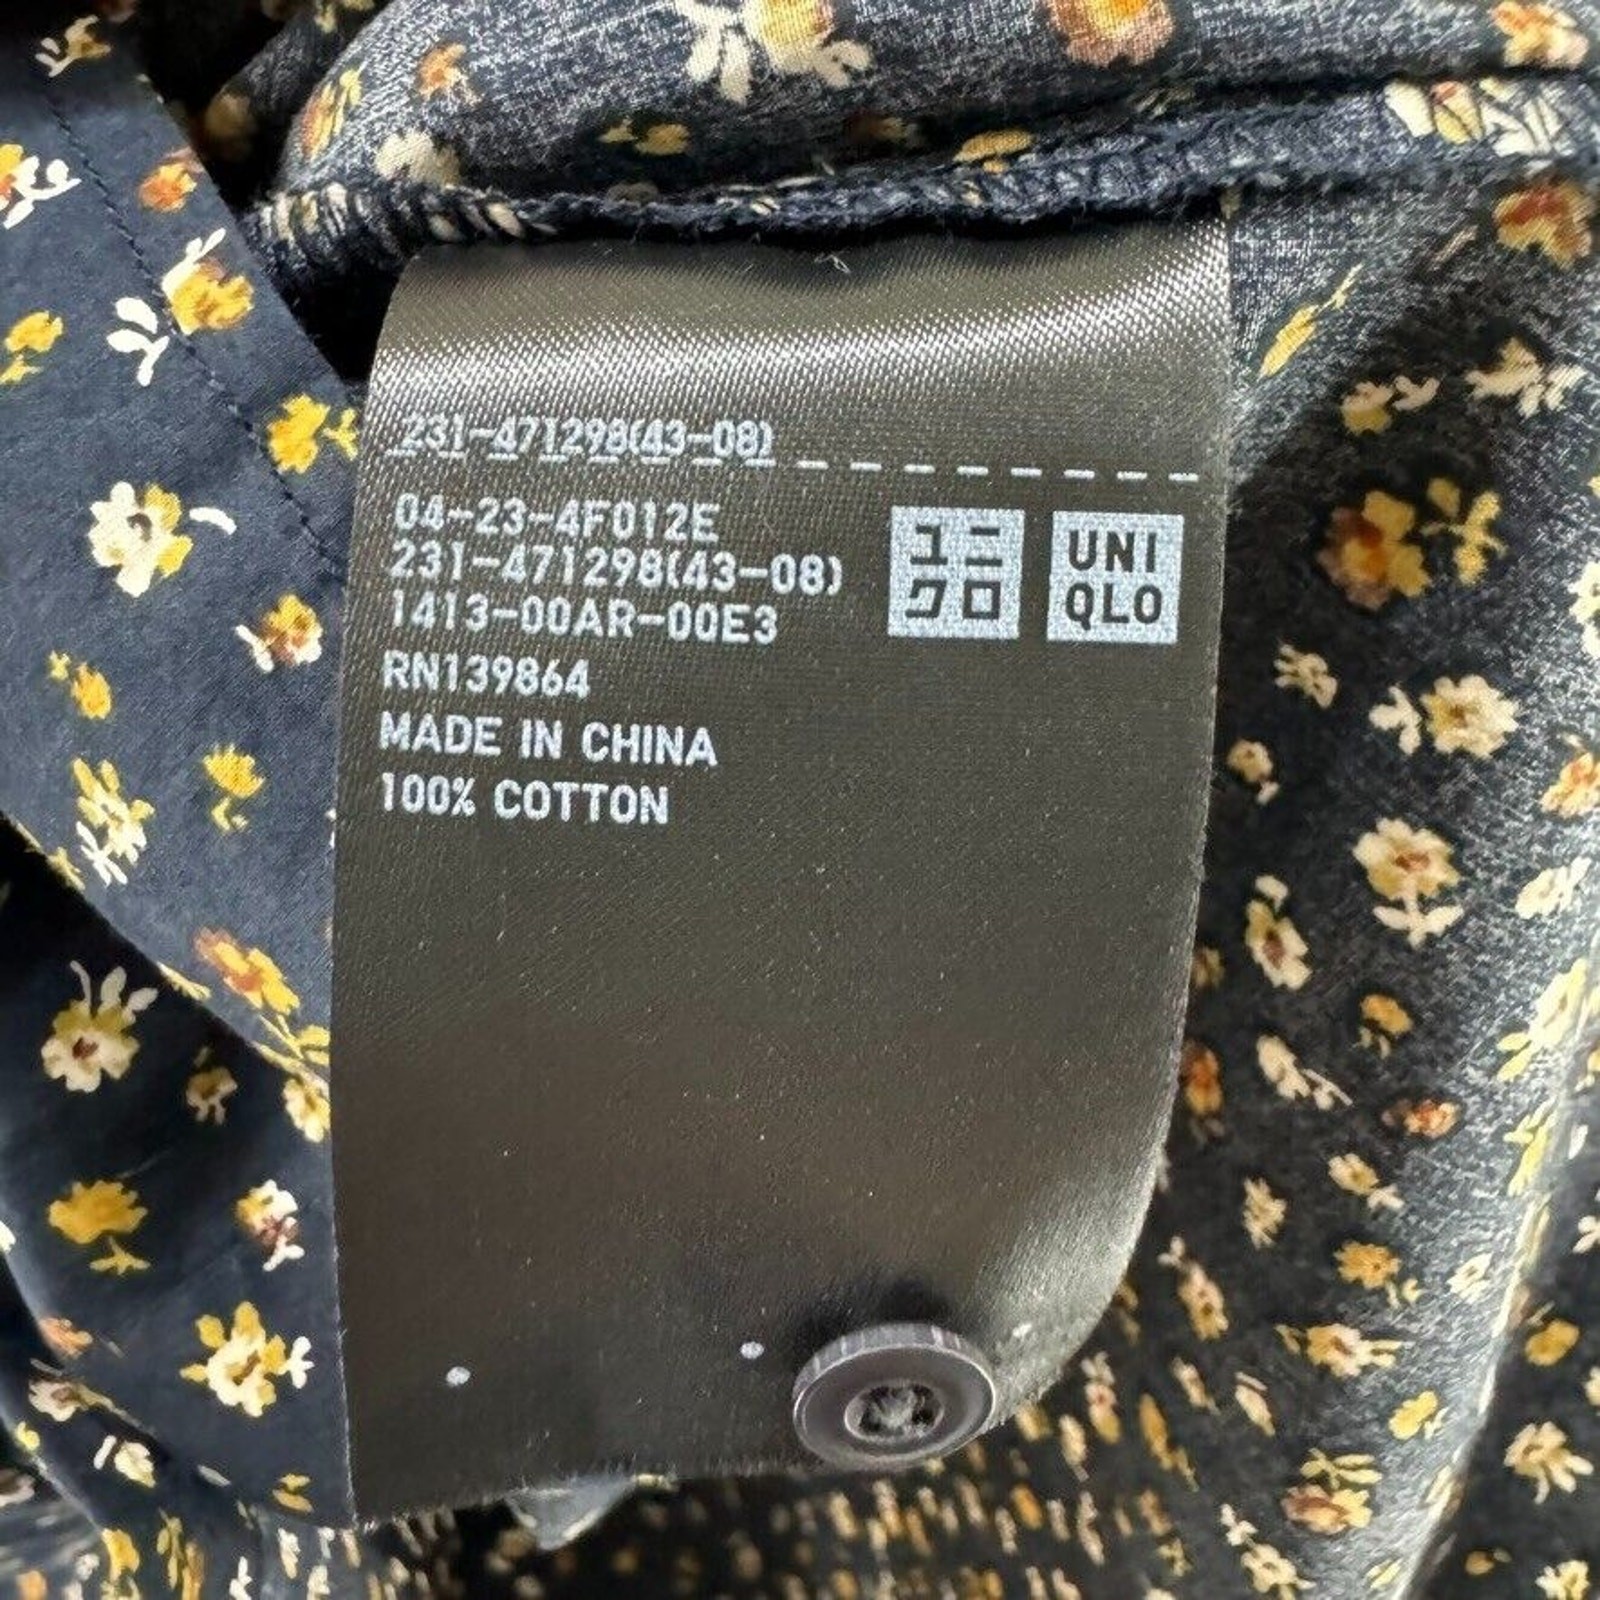 231-471298(43-08)
04-23-4F012E
231-471298(43-08)
1413-00AR-00E3
RN139864
MADE IN CHINA
100% COTTON
ユニ
クロ
UNI
QLO